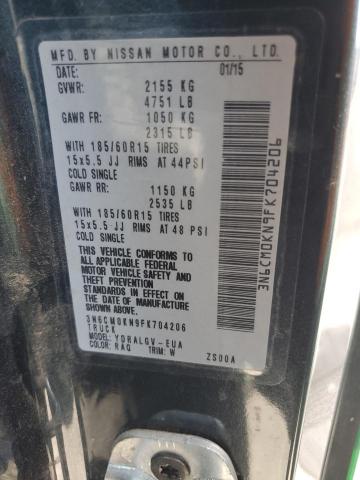 MFD. BY NISSAN MOTOR CO., LTD.
DATE: 01/15
GVWR: 2155 KG
4751 LB
GAWR FR: 1050 KG
2315 LB
WITH 185/60R15 TIRES
15x5.5 JJ RIMS AT 44PSI
COLD SINGLE
GAWR RR: 1150 KG
2535 LB
WITH 185/60R15 TIRES
15x5.5 JJ RIMS AT 48 PSI
COLD SINGLE
THIS VEHICLE CONFORMS TO
ALL APPLICABLE FEDERAL
MOTOR VEHICLE SAFETY AND
THEFT PREVENTION
STANDARDS IN EFFECT ON
THE DATE OF MANUFACTURE
SHOWN ABOVE.
3N6CM0KN9FK704206
TRUCK
MODEL: YDRALGV-EUA
COLOR: RAQ TRIM: W ZS00A
3N6CM0KN9FK704206